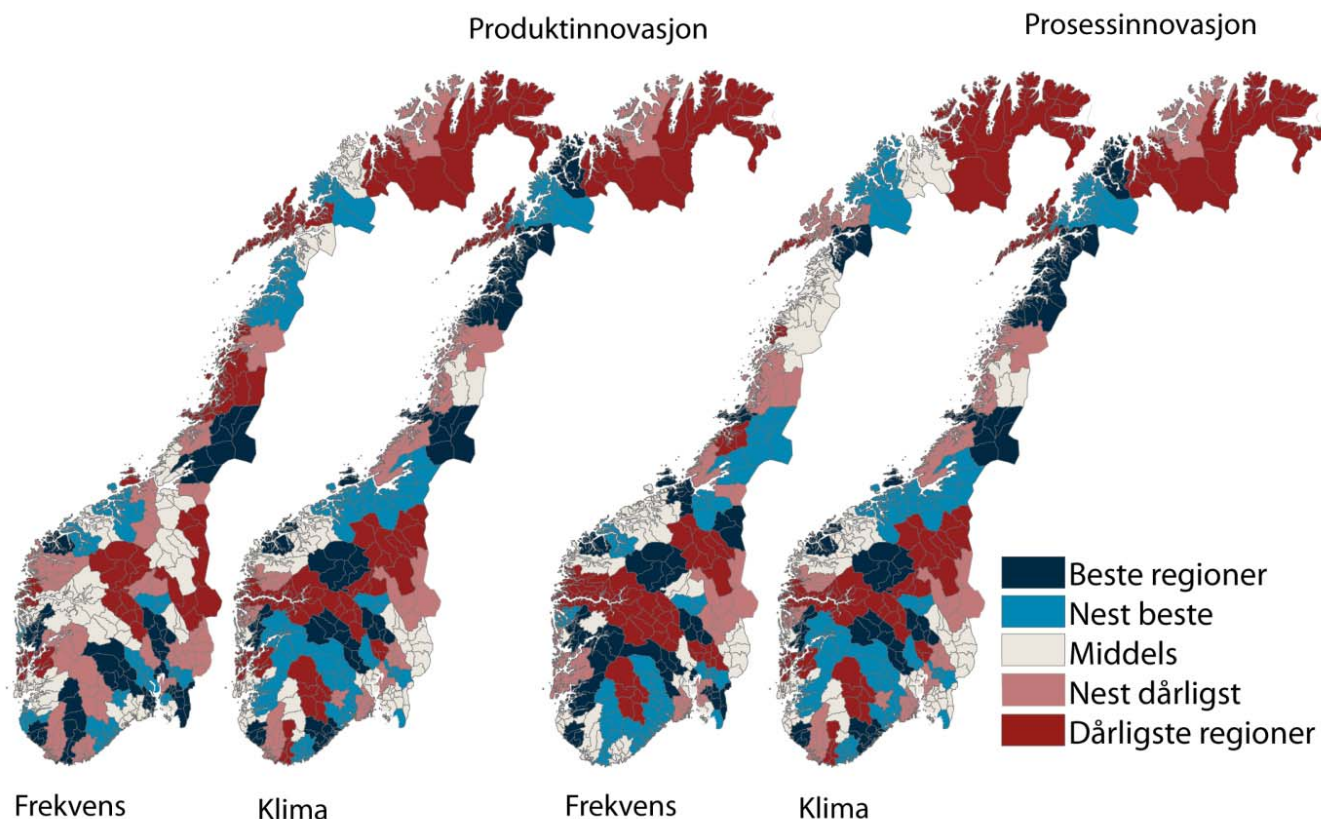 Produktinnovasjon
Prosessinnovasjon
Beste regioner
Nest beste
Middels
Nest dårligst
Dårligste regioner
Frekvens
Klima
Frekvens
Klima